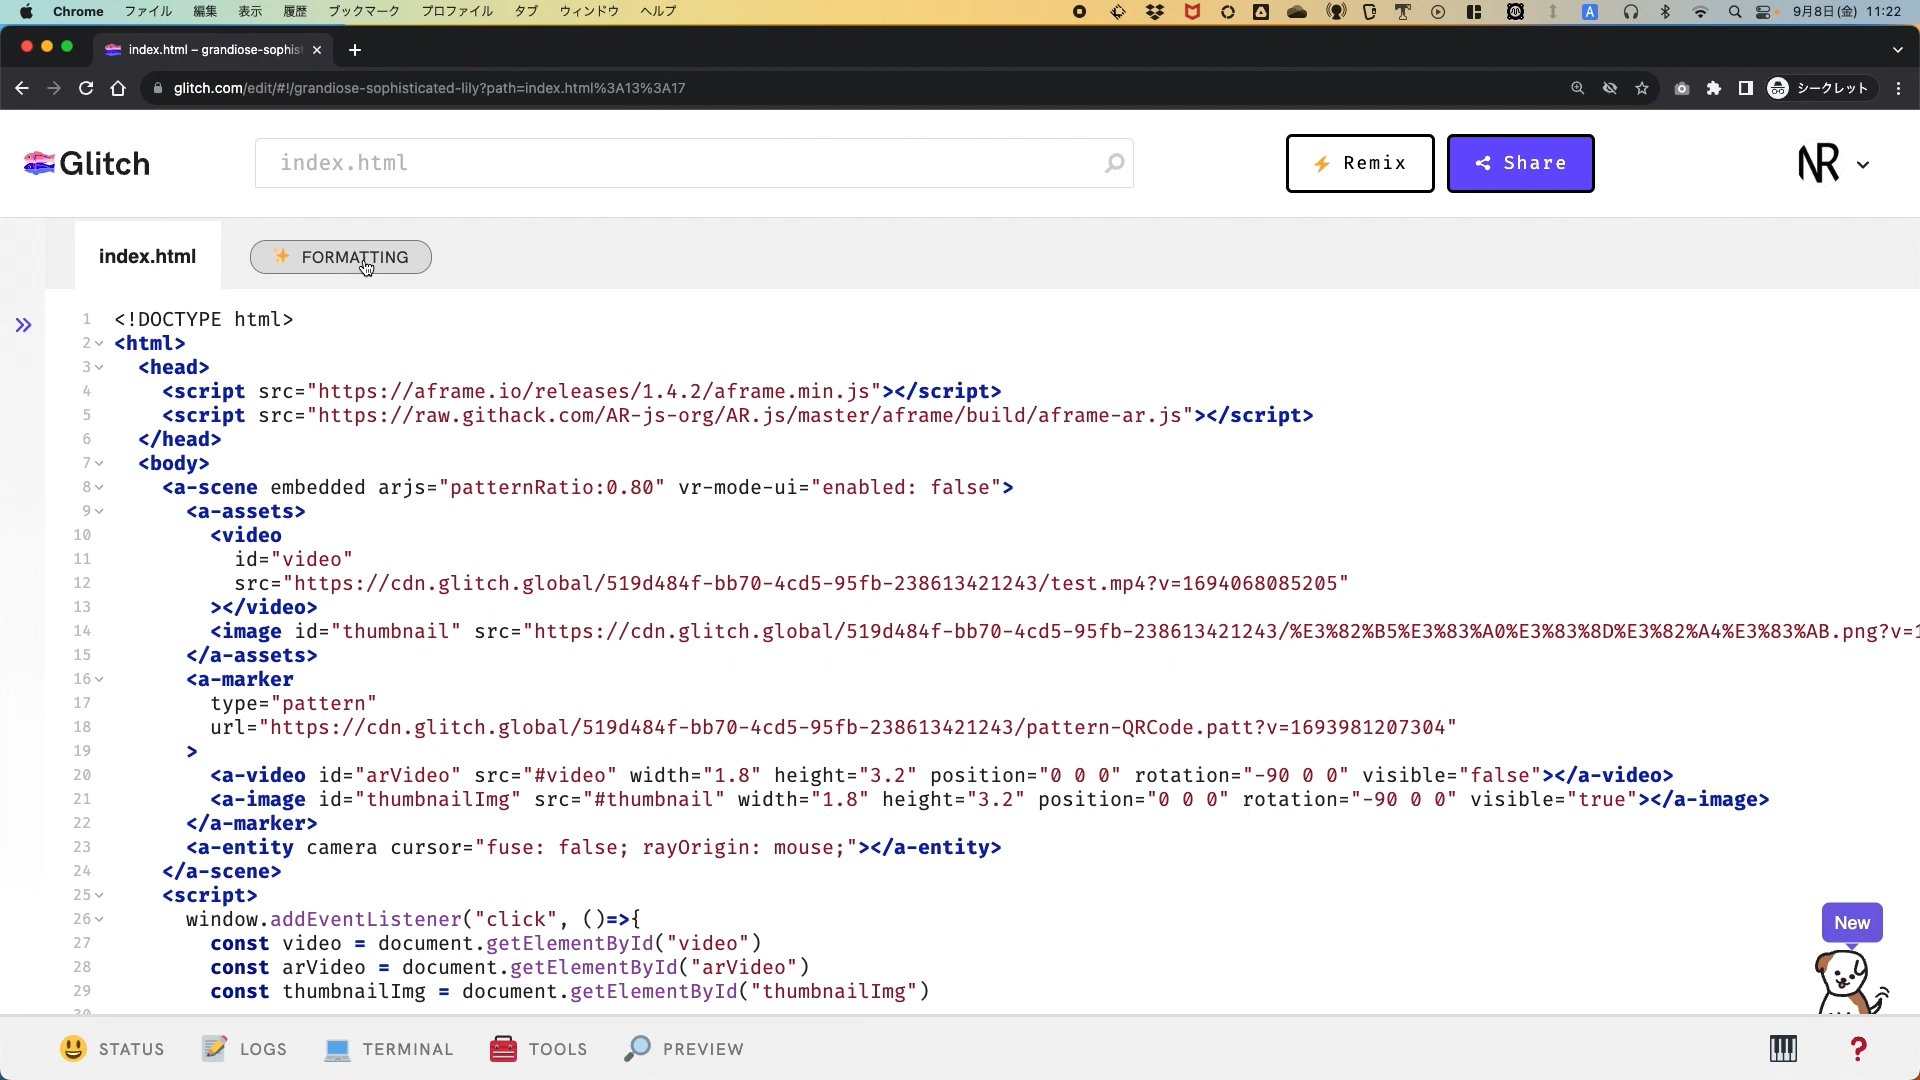 Chrome ファイル 編集 表示 履歴 ブックマーク プロファイル タブ ウィンドウ ヘルプ A 9月8日(金) 11:22
index.html – grandiose-sophist
glitch.com/edit/#!/grandiose-sophisticated-lily?path=index.html%3A13%3A17 シークレット
Glitch index.html Remix Share NR
index.html FORMATTING
1 <!DOCTYPE html>
2 <html>
3 <head>
4 <script src="https://aframe.io/releases/1.4.2/aframe.min.js"></script>
5 <script src="https://raw.githack.com/AR-js-org/AR.js/master/aframe/build/aframe-ar.js"></script>
6 </head>
7 <body>
8 <a-scene embedded arjs="patternRatio:0.80" vr-mode-ui="enabled: false">
9 <a-assets>
10 <video
11 id="video"
12 src="https://cdn.glitch.global/519d484f-bb70-4cd5-95fb-238613421243/test.mp4?v=1694068085205"
13 ></video>
14 <image id="thumbnail" src="https://cdn.glitch.global/519d484f-bb70-4cd5-95fb-238613421243/%E3%82%B5%E3%83%A0%E3%83%8D%E3%82%A4%E3%83%AB.png?v=1
15 </a-assets>
16 <a-marker
17 type="pattern"
18 url="https://cdn.glitch.global/519d484f-bb70-4cd5-95fb-238613421243/pattern-QRCode.patt?v=1693981207304"
19 >
20 <a-video id="arVideo" src="#video" width="1.8" height="3.2" position="0 0 0" rotation="-90 0 0" visible="false"></a-video>
21 <a-image id="thumbnailImg" src="#thumbnail" width="1.8" height="3.2" position="0 0 0" rotation="-90 0 0" visible="true"></a-image>
22 </a-marker>
23 <a-entity camera cursor="fuse: false; rayOrigin: mouse;"></a-entity>
24 </a-scene>
25 <script>
26 window.addEventListener("click", ()=>{
27 const video = document.getElementById("video")
28 const arVideo = document.getElementById("arVideo")
29 const thumbnailImg = document.getElementById("thumbnailImg")
30
New
STATUS LOGS TERMINAL TOOLS PREVIEW ?